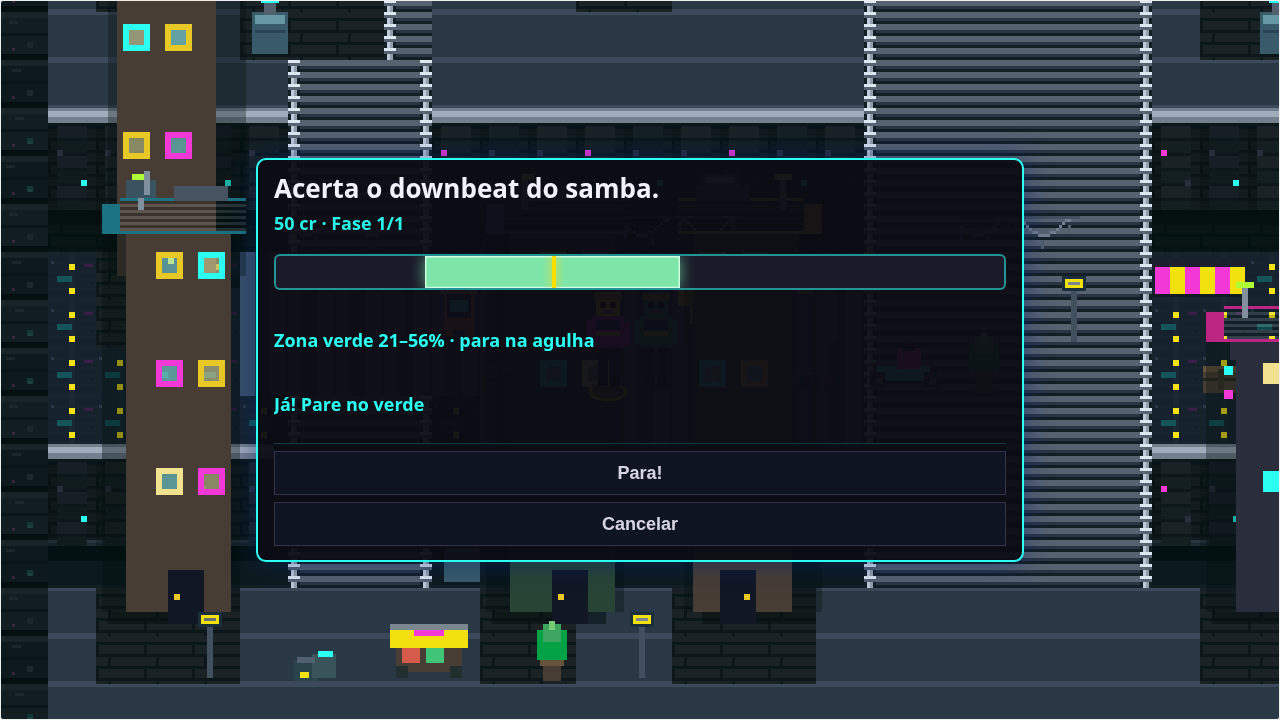 Acerta o downbeat do samba.
50 cr · Fase 1/1
Zona verde 21–56% · para na agulha
Já! Pare no verde
Para!
Cancelar